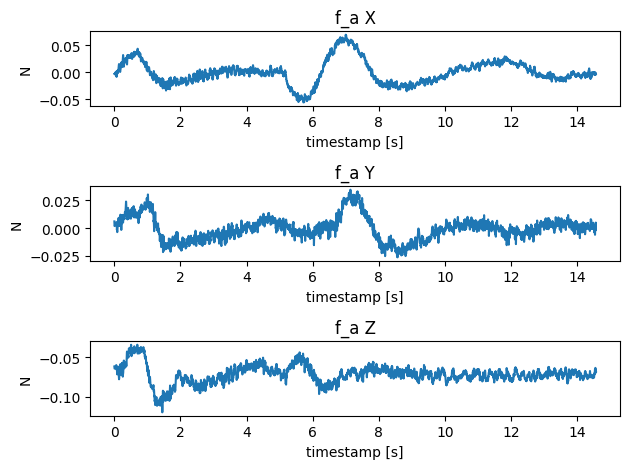 f_a X
0.05
0.00
−0.05
N
0 2 4 6 8 10 12 14
timestamp [s]
f_a Y
0.025
0.000
−0.025
N
0 2 4 6 8 10 12 14
timestamp [s]
f_a Z
−0.05
−0.10
N
0 2 4 6 8 10 12 14
timestamp [s]